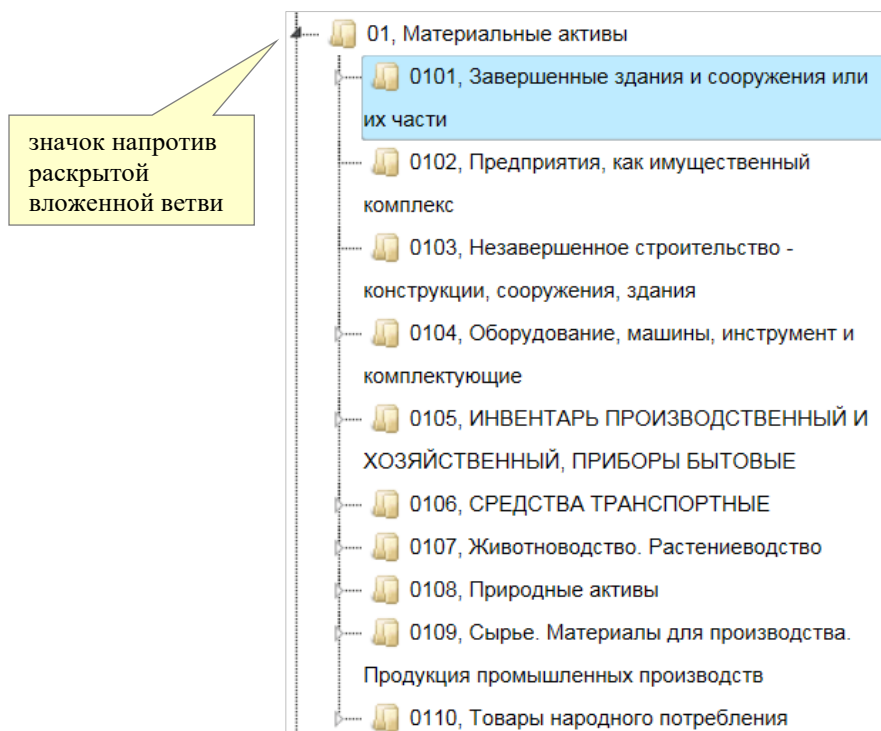 01, Материальные активы
0101, Завершенные здания и сооружения или
их части
значок напротив
раскрытой
вложенной ветви
0102, Предприятия, как имущественный
комплекс
0103, Незавершенное строительство -
конструкции, сооружения, здания
0104, Оборудование, машины, инструмент и
комплектующие
0105, ИНВЕНТАРЬ ПРОИЗВОДСТВЕННЫЙ И
ХОЗЯЙСТВЕННЫЙ, ПРИБОРЫ БЫТОВЫЕ
0106, СРЕДСТВА ТРАНСПОРТНЫЕ
0107, Животноводство. Растениеводство
0108, Природные активы
0109, Сырье. Материалы для производства.
Продукция промышленных производств
0110, Товары народного потребления